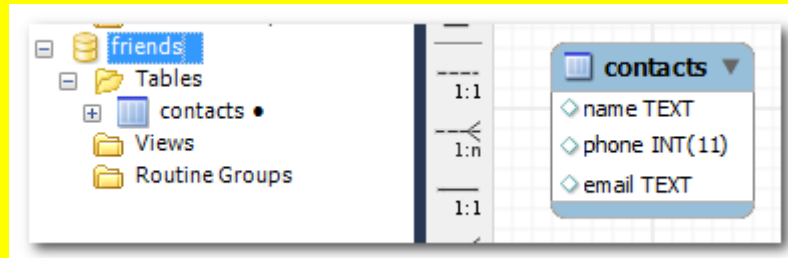 friends
Tables
contacts •
Views
Routine Groups
1:1
1:n
1:1
contacts
name TEXT
phone INT(11)
email TEXT